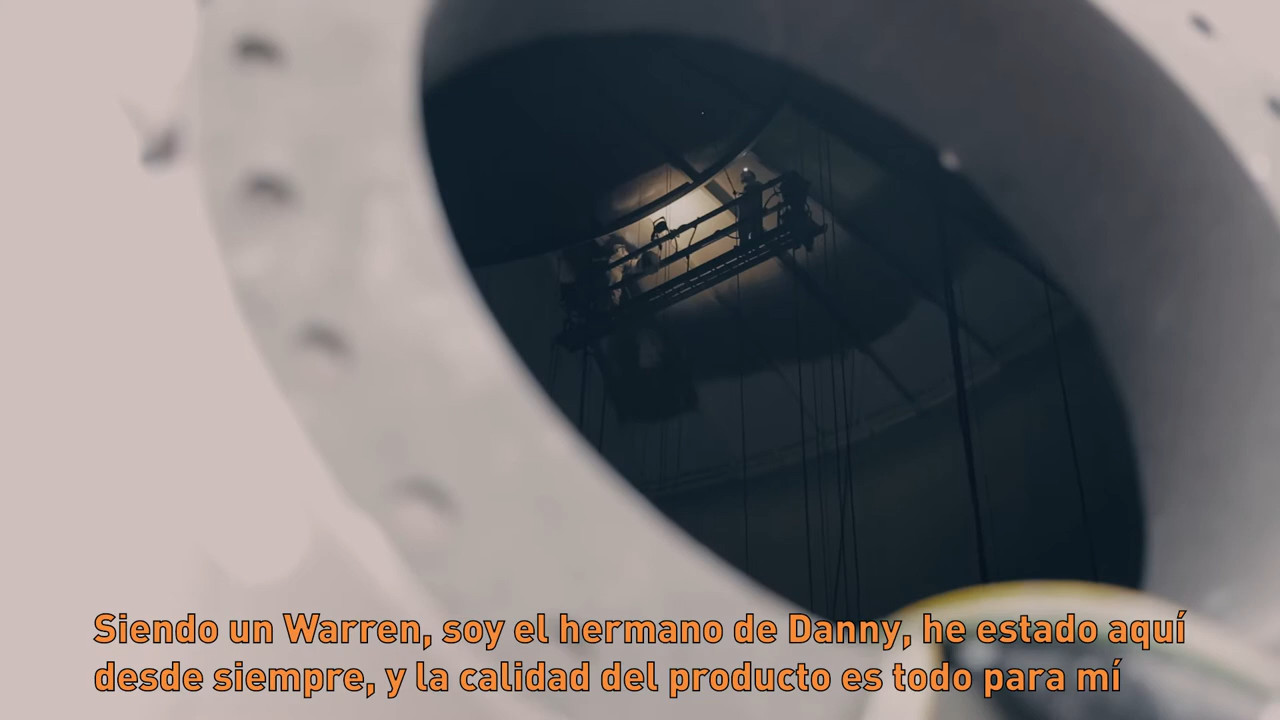 Siendo un Warren, soy el hermano de Danny, he estado aquí
desde siempre, y la calidad del producto es todo para mí